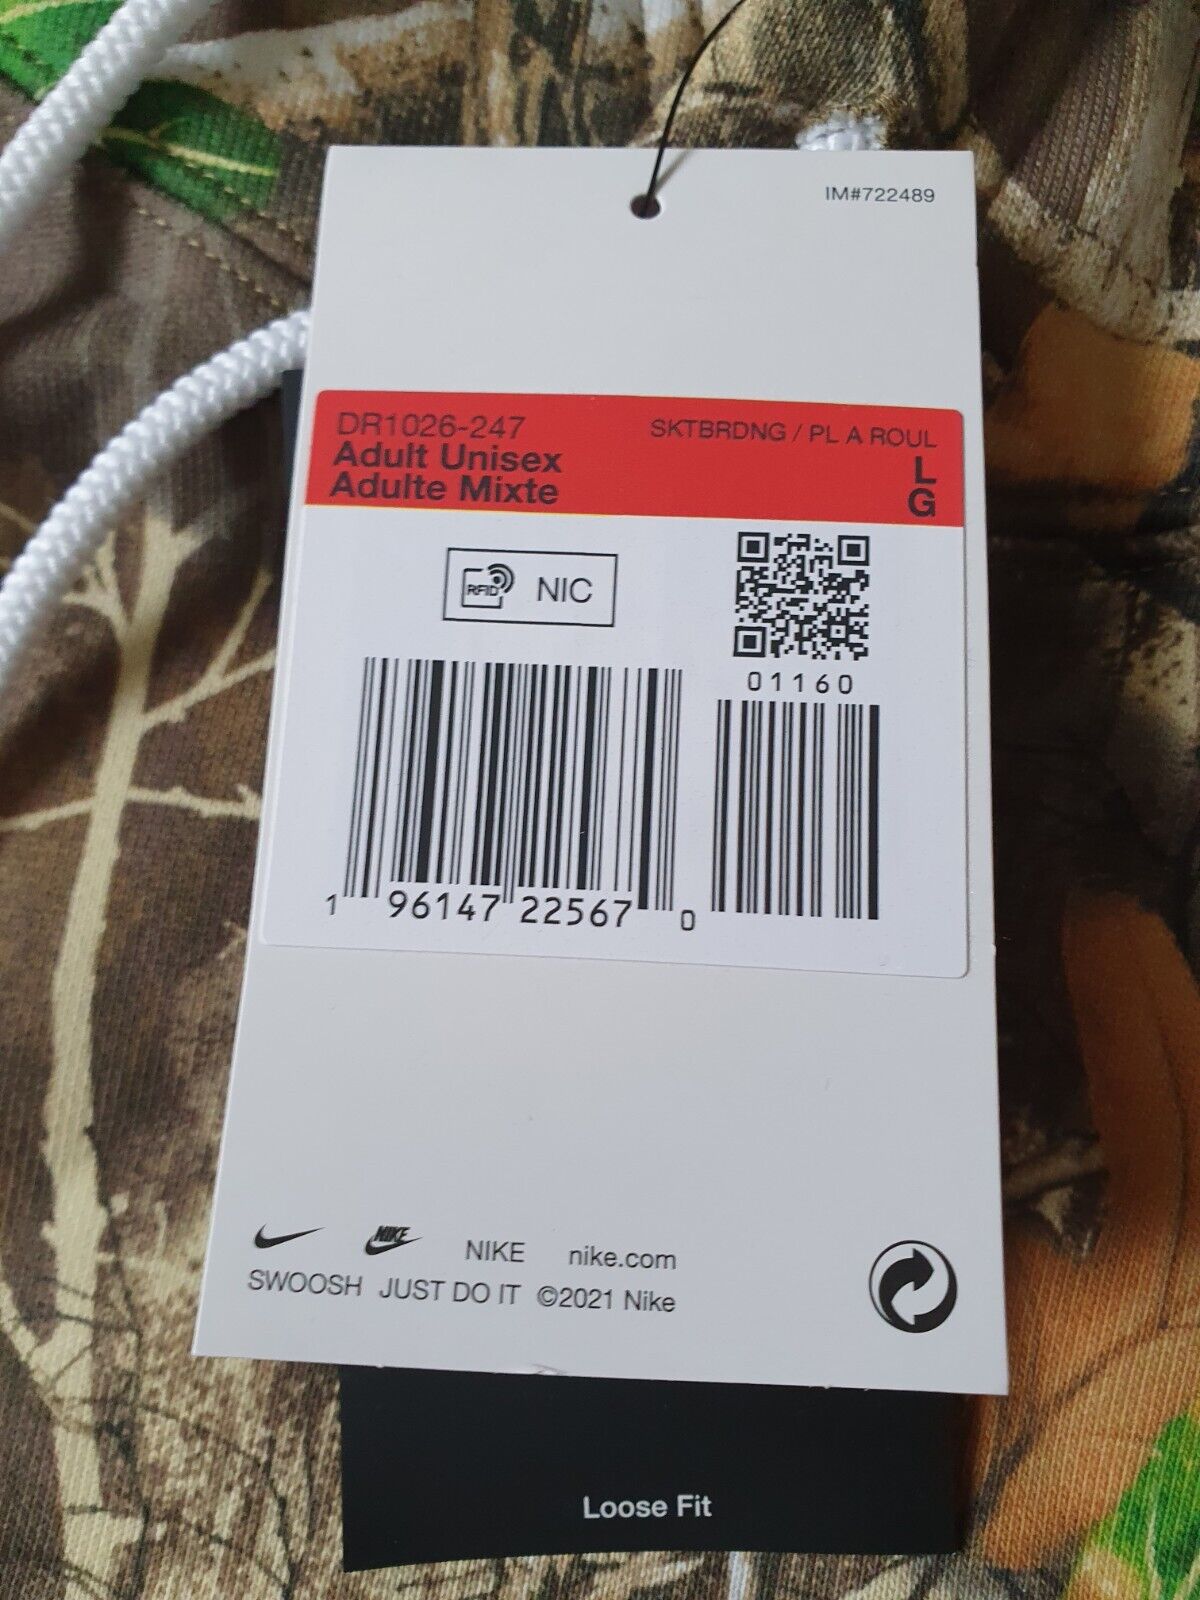 IM#722489
DR1026-247 SKTBRDNG / PL A ROUL
Adult Unisex L
Adulte Mixte G
RFID NIC
01160
1 96147 22567 0
NIKE NIKE nike.com
SWOOSH JUST DO IT ©2021 Nike
Loose Fit